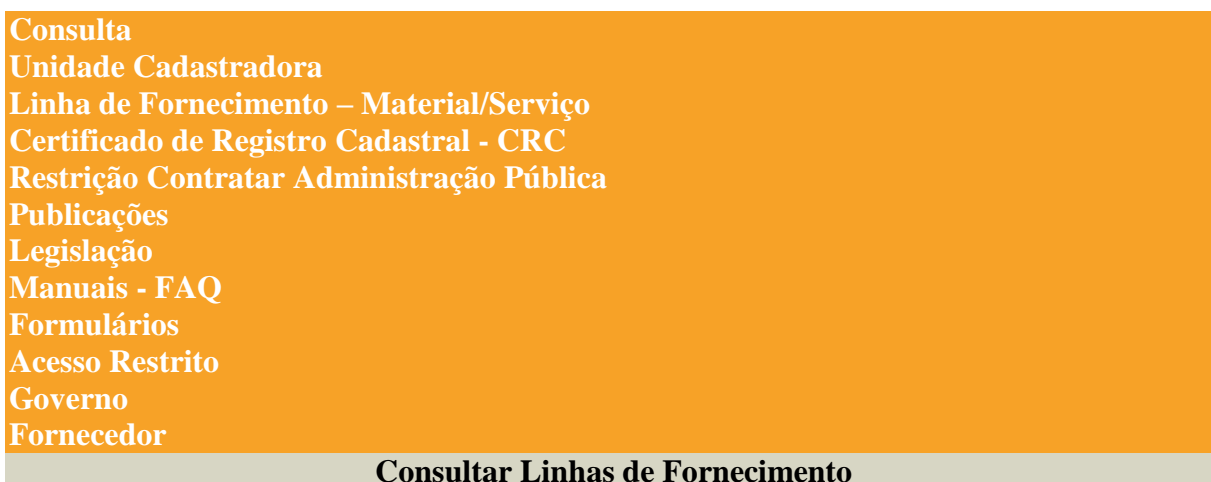 Consulta
Unidade Cadastradora
Linha de Fornecimento – Material/Serviço
Certificado de Registro Cadastral - CRC
Restrição Contratar Administração Pública
Publicações
Legislação
Manuais - FAQ
Formulários
Acesso Restrito
Governo
Fornecedor
Consultar Linhas de Fornecimento